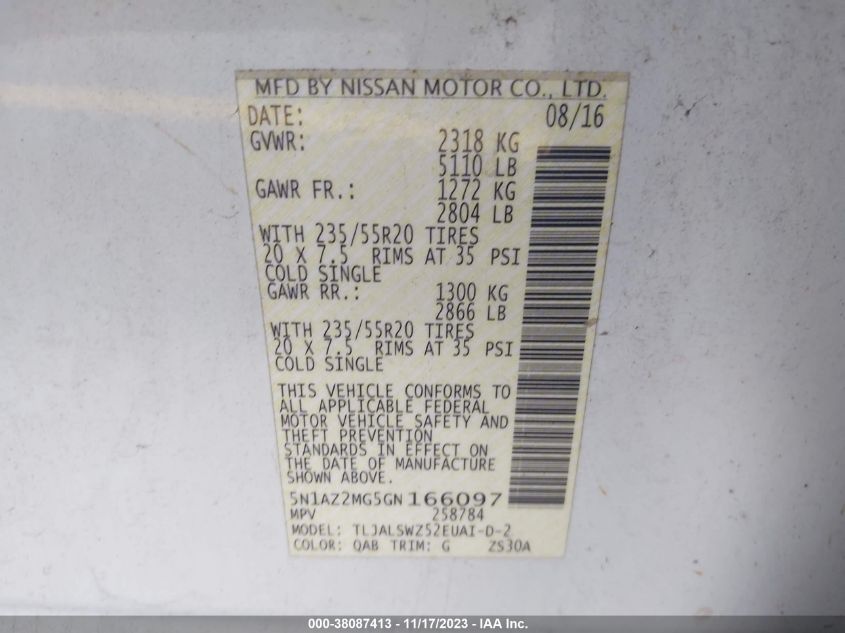 MFD BY NISSAN MOTOR CO., LTD.
DATE: 08/16
GVWR: 2318 KG
5110 LB
GAWR FR.: 1272 KG
2804 LB
WITH 235/55R20 TIRES
20 X 7.5 RIMS AT 35 PSI
COLD SINGLE
GAWR RR.: 1300 KG
2866 LB
WITH 235/55R20 TIRES
20 X 7.5 RIMS AT 35 PSI
COLD SINGLE
THIS VEHICLE CONFORMS TO
ALL APPLICABLE FEDERAL
MOTOR VEHICLE SAFETY AND
THEFT PREVENTION
STANDARDS IN EFFECT ON
THE DATE OF MANUFACTURE
SHOWN ABOVE.
5N1AZ2MG5GN166097
MPV 258784
MODEL: TLJALSWZ52EUAI-D-2
COLOR: QAB TRIM: G ZS30A
000-38087413 - 11/17/2023 - IAA Inc.